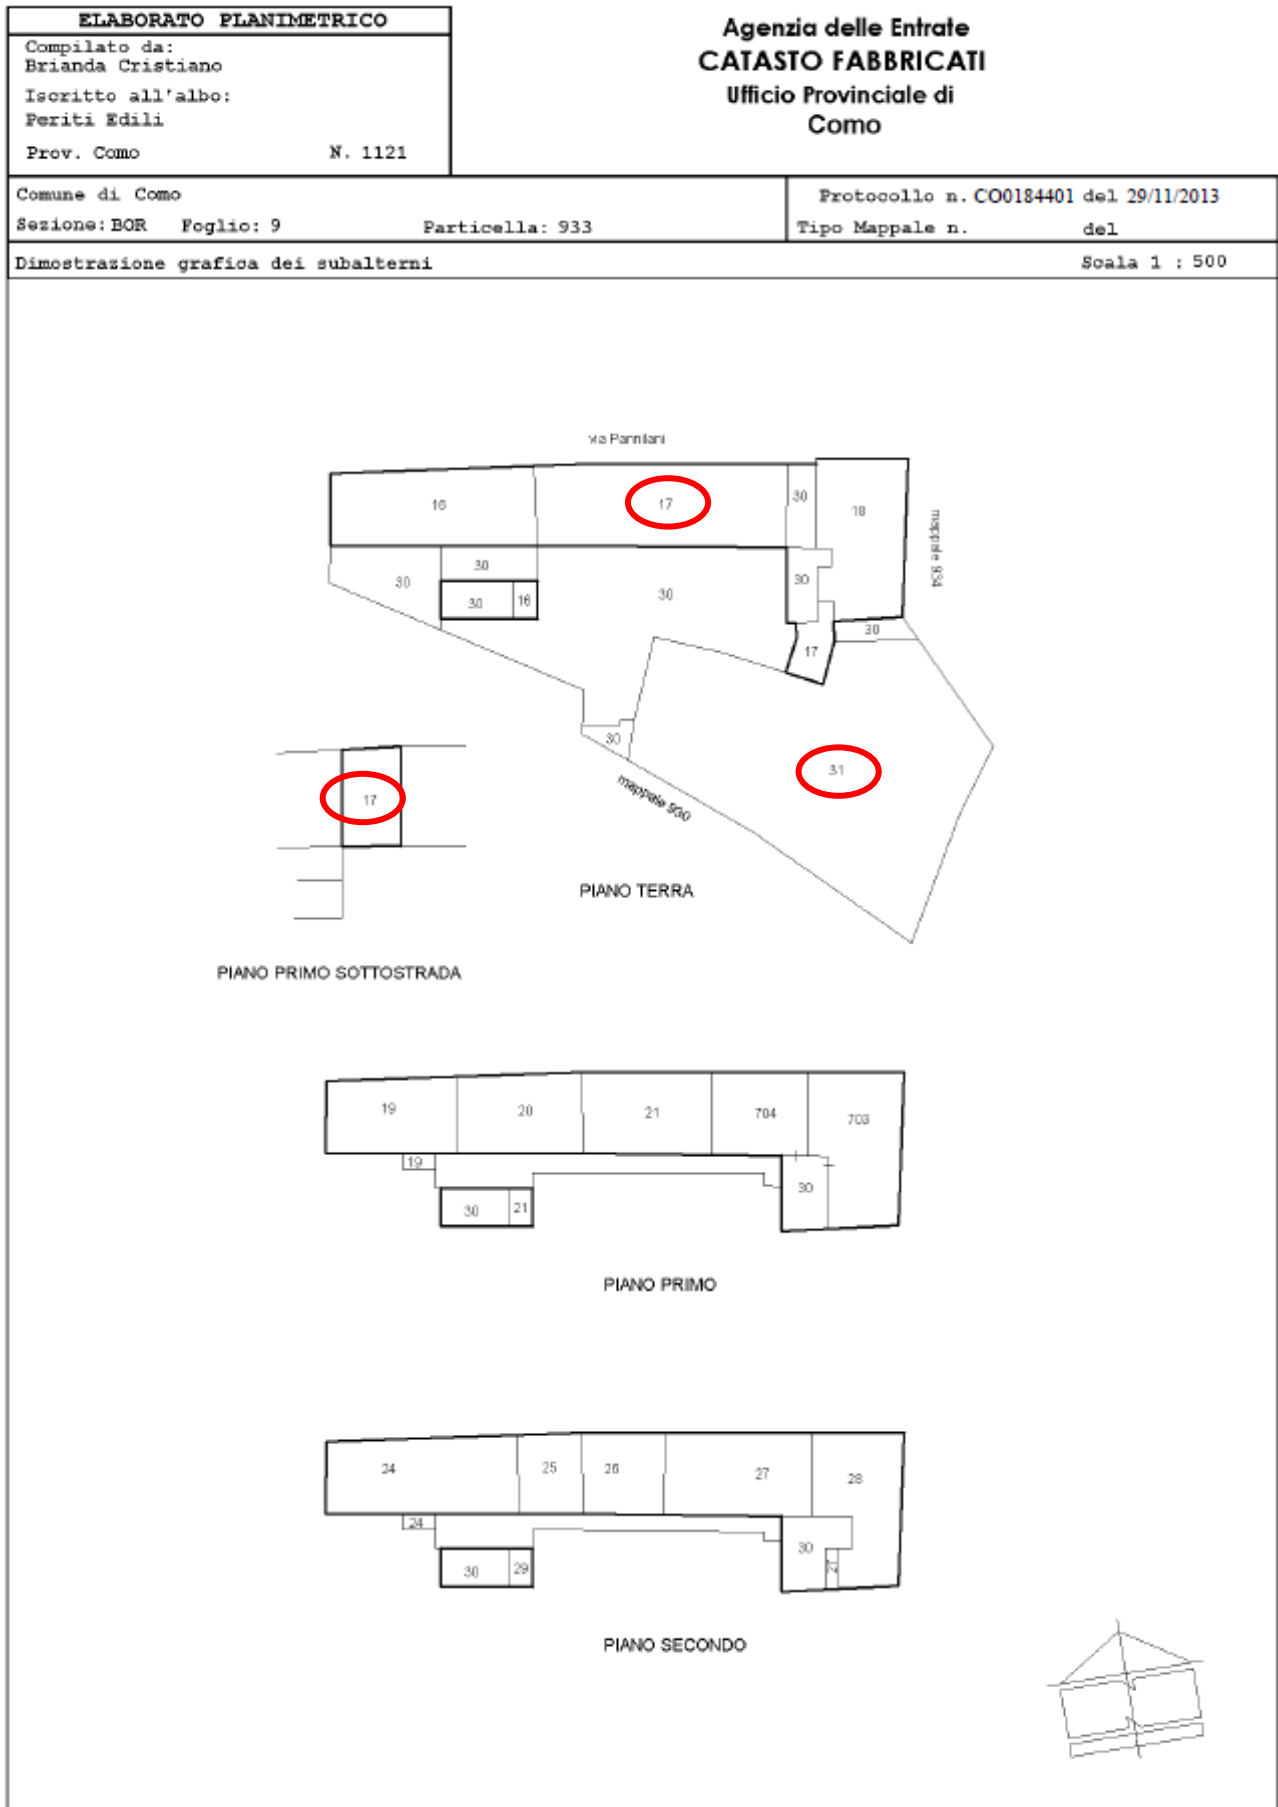 ELABORATO PLANIMETRICO
Compilato da:
Brianda Cristiano
Iscritto all'albo:
Periti Edili
Prov. Como N. 1121
Agenzia delle Entrate
CATASTO FABBRICATI
Ufficio Provinciale di
Como
Comune di Como
Sezione: BOR Foglio: 9 Particella: 933
Protocollo n. CO0184401 del 29/11/2013
Tipo Mappale n. del
Dimostrazione grafica dei subalterni Scala 1 : 500
via Pannilani
16 17 30 18
mappale 934
30 30 30 16 30 30 30
17
30
31
mappale 930
17
PIANO TERRA
PIANO PRIMO SOTTOSTRADA
19 20 21 704 703
19
30 21 30
PIANO PRIMO
24 25 26 27 28
24
30 29 30 27
PIANO SECONDO